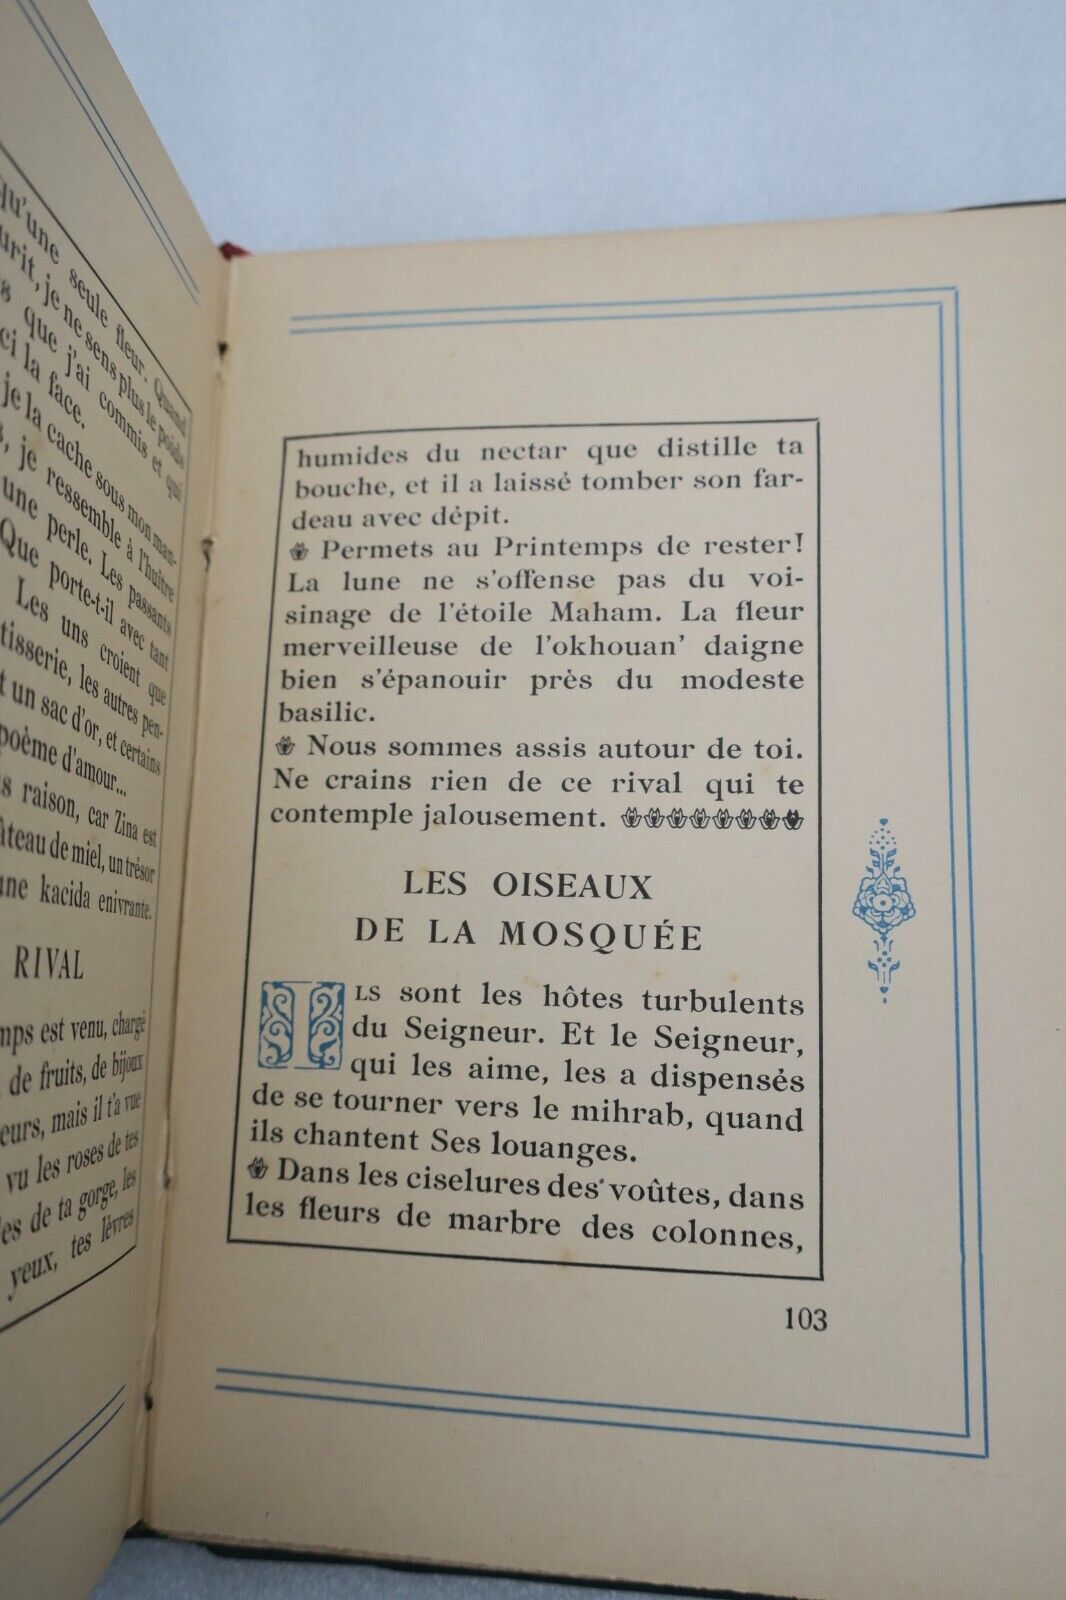 qu'une seule fleur. Quand
je ne sens plus le poids
que j'ai commis et qui
la face.
je la cache sous mon man-
je ressemble à l'huître
une perle. Les passants
Que porte-t-il avec tant
Les uns croient que
les autres pen-
un sac d'or, et certains
poème d'amour...
raison, car Zina est
de miel, un trésor
kacida enivrante.
RIVAL
est venu, chargé
de fruits, de bijoux
mais il t'a vue
vu les roses de tes
de ta gorge, les
yeux, tes lèvres
humides du nectar que distille ta
bouche, et il a laissé tomber son far-
deau avec dépit.
Permets au Printemps de rester!
La lune ne s'offense pas du voi-
sinage de l'étoile Maham. La fleur
merveilleuse de l'okhouan' daigne
bien s'épanouir près du modeste
basilic.
Nous sommes assis autour de toi.
Ne crains rien de ce rival qui te
contemple jalousement.
LES OISEAUX
DE LA MOSQUÉE
ILS sont les hôtes turbulents
du Seigneur. Et le Seigneur,
qui les aime, les a dispensés
de se tourner vers le mihrab, quand
ils chantent Ses louanges.
Dans les ciselures des voûtes, dans
les fleurs de marbre des colonnes,
103